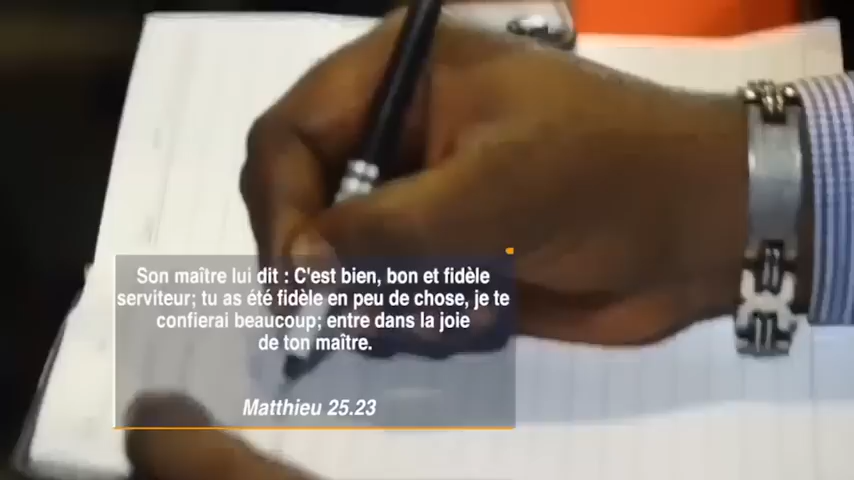 Son maître lui dit : C'est bien, bon et fidèle
serviteur; tu as été fidèle en peu de chose, je te
confierai beaucoup; entre dans la joie
de ton maître.
Matthieu 25.23